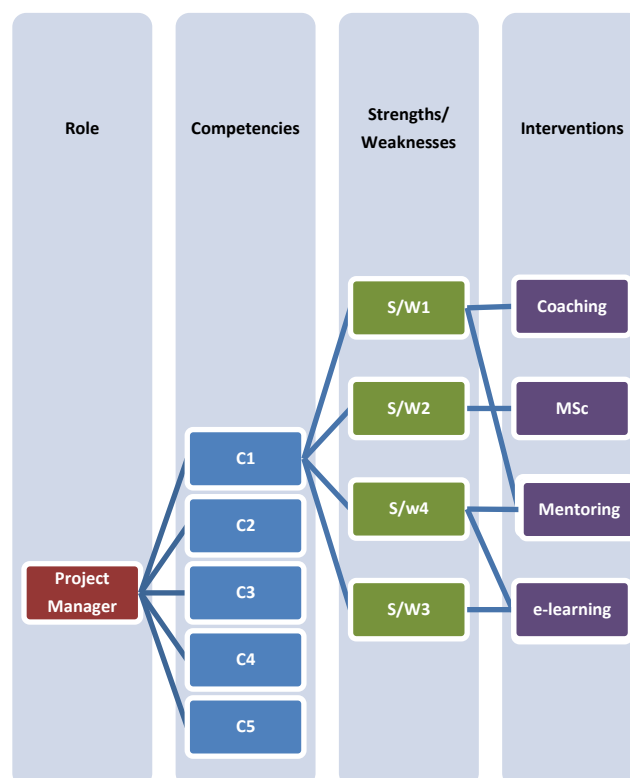 Role
Competencies
Strengths/
Weaknesses
Interventions
Project
Manager
C1
C2
C3
C4
C5
S/W1
S/W2
S/w4
S/W3
Coaching
MSc
Mentoring
e-learning